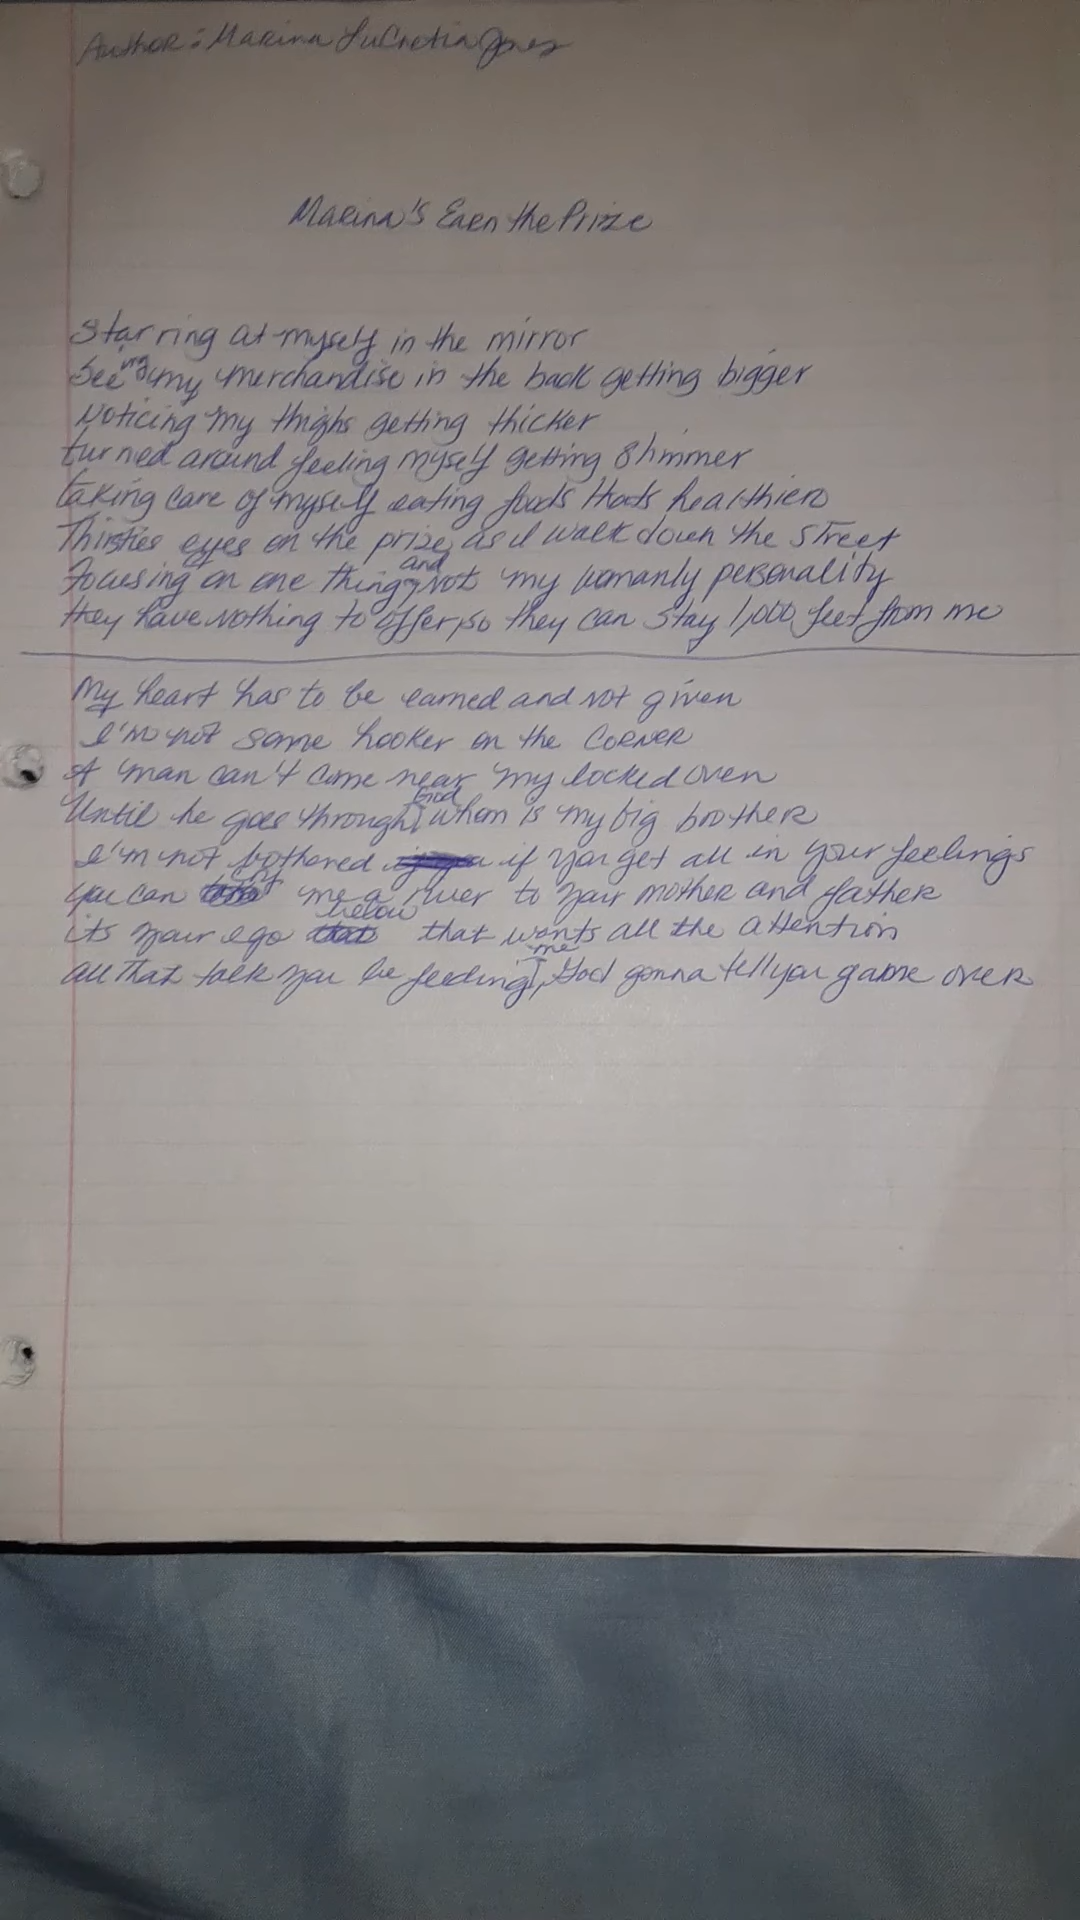 Author: Marina LuCretia Jones
Marina's Earn the Prize
Starring at myself in the mirror
Seeing my merchandise in the back getting bigger
Noticing my thighs getting thicker
turned around feeling myself getting Shimmer
taking care of myself eating foods thats healthier
Thirsties eyes on the prize, as I walk down the street
Focusing on one thing, and not my womanly personality
they have nothing to offer, so they can stay 1,000 feet from me
My heart has to be earned and not given
I'm not some hooker on the CORNER
A man can't come near my locked oven
Until he goes through God whom is my big brother
I'm not bothered if you get all in your feelings
you can me a river to your mother and father
its your ego below that wants all the attention
all that talk you be feeding me, God gonna tell you game over